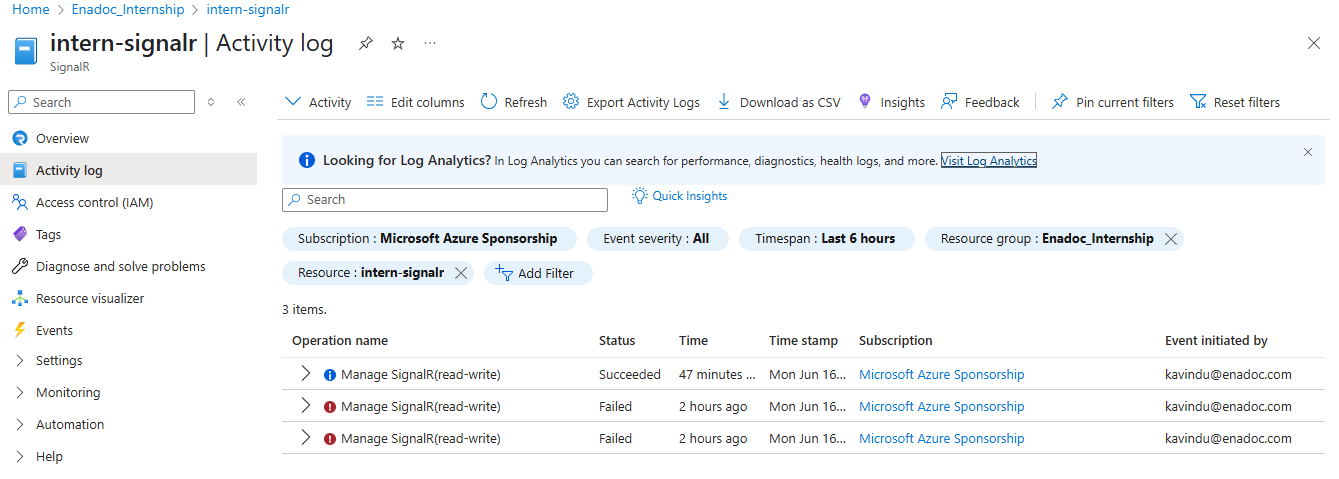 Home > Enadoc_Internship > intern-signalr
intern-signalr | Activity log
SignalR
Search
Overview
Activity log
Access control (IAM)
Tags
Diagnose and solve problems
Resource visualizer
Events
Settings
Monitoring
Automation
Help
Activity Edit columns Refresh Export Activity Logs Download as CSV Insights Feedback Pin current filters Reset filters
Looking for Log Analytics? In Log Analytics you can search for performance, diagnostics, health logs, and more. Visit Log Analytics
Search Quick Insights
Subscription : Microsoft Azure Sponsorship Event severity : All Timespan : Last 6 hours Resource group : Enadoc_Internship
Resource : intern-signalr Add Filter
3 items.
Operation name Status Time Time stamp Subscription Event initiated by
Manage SignalR(read-write) Succeeded 47 minutes ... Mon Jun 16... Microsoft Azure Sponsorship kavindu@enadoc.com
Manage SignalR(read-write) Failed 2 hours ago Mon Jun 16... Microsoft Azure Sponsorship kavindu@enadoc.com
Manage SignalR(read-write) Failed 2 hours ago Mon Jun 16... Microsoft Azure Sponsorship kavindu@enadoc.com